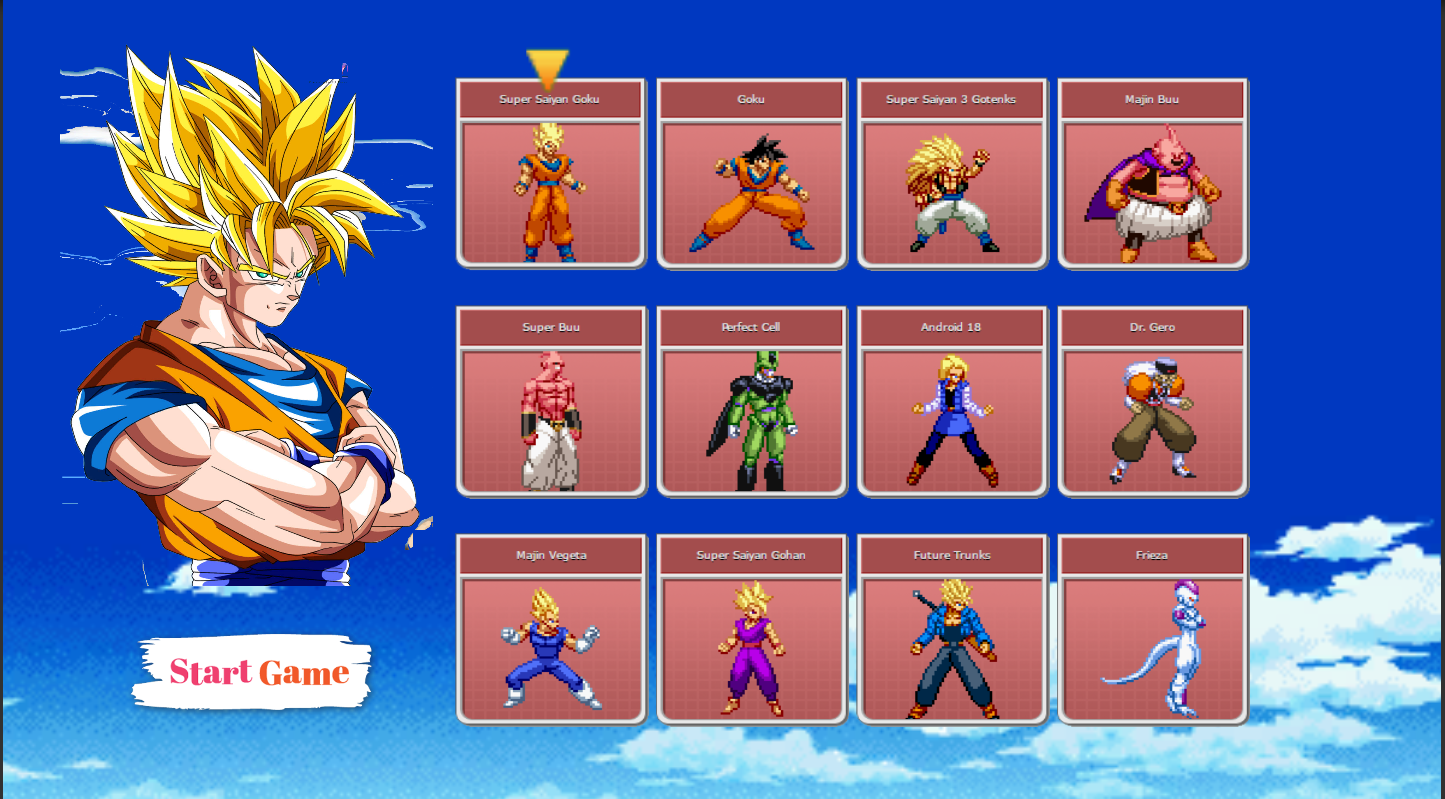 Super Saiyan Goku
Goku
Super Saiyan 3 Gotenks
Majin Buu
Super Buu
Perfect Cell
Android 18
Dr. Gero
Majin Vegeta
Super Saiyan Gohan
Future Trunks
Frieza
Start Game